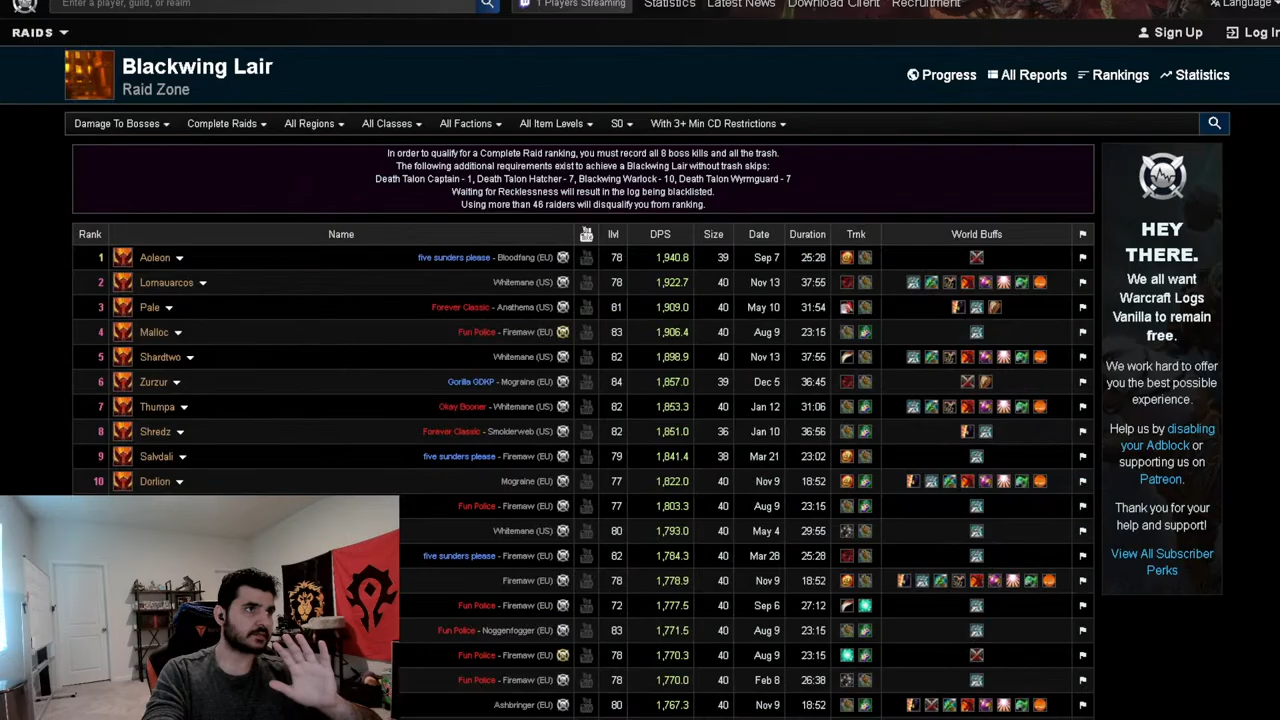 Enter a player, guild, or raid?
1 Players Streaming
Statistics Latest News Download Client Recruitment
Language
RAIDS
Sign Up
Log In
Blackwing Lair
Raid Zone
Progress All Reports Rankings Statistics
Damage To Bosses Complete Raids All Regions All Classes All Factions All Item Levels S0 With 3+ Min CD Restrictions
In order to qualify for a Complete Raid ranking, you must record all 8 boss kills and all the trash.
The following additional requirements exist to achieve a Blackwing Lair without trash skips:
Death Talon Captain - 1, Death Talon Hatcher - 7, Blackwing Warlock - 10, Death Talon Wyrmguard - 7
Waiting for Recklessness will result in the log being blacklisted.
Using more than 46 raiders will disqualify you from ranking.
Rank Name Ilvl DPS Size Date Duration Trnk World Buffs
1 Aoleon five sunders please - Bloodfang (EU) 78 1,940.8 39 Sep 7 25:28
2 Lornauarcos Whitemane (US) 78 1,922.7 40 Nov 13 37:55
3 Pale Forever Classic - Anathema (US) 81 1,909.0 40 May 10 31:54
4 Malloc Fun Police - Firemaw (EU) 83 1,906.4 40 Aug 9 23:15
5 Shardtwo Whitemane (US) 82 1,898.9 40 Nov 13 37:55
6 Zurzur Gorilla GDKP - Mograine (EU) 84 1,857.0 39 Dec 5 36:45
7 Thumpa Okay Booner - Whitemane (US) 82 1,853.3 40 Jan 12 31:06
8 Shredz Forever Classic - Smolderweb (US) 82 1,851.0 36 Jan 10 36:56
9 Salvdali five sunders please - Firemaw (EU) 79 1,841.4 38 Mar 21 23:02
10 Dorlion Mograine (EU) 77 1,822.0 40 Nov 9 18:52
Fun Police - Firemaw (EU) 77 1,803.3 40 Aug 9 23:15
Whitemane (US) 80 1,793.0 40 May 4 29:55
five sunders please - Firemaw (EU) 82 1,784.3 40 Mar 28 25:28
Firemaw (EU) 78 1,778.9 40 Nov 9 18:52
Fun Police - Firemaw (EU) 72 1,777.5 40 Sep 6 27:12
Fun Police - Noggenfogger (EU) 83 1,771.5 40 Aug 9 23:15
Fun Police - Firemaw (EU) 78 1,770.3 40 Aug 9 23:15
Fun Police - Firemaw (EU) 78 1,770.0 40 Feb 8 26:38
Ashbringer (EU) 80 1,767.3 40 Nov 9 18:52
HEY
THERE.
We all want
Warcraft Logs
Vanilla to remain
free.
We work hard to offer
you the best possible
experience.
Help us by disabling
your Adblock or
supporting us on
Patreon.
Thank you for your
help and support!
View All Subscriber
Perks